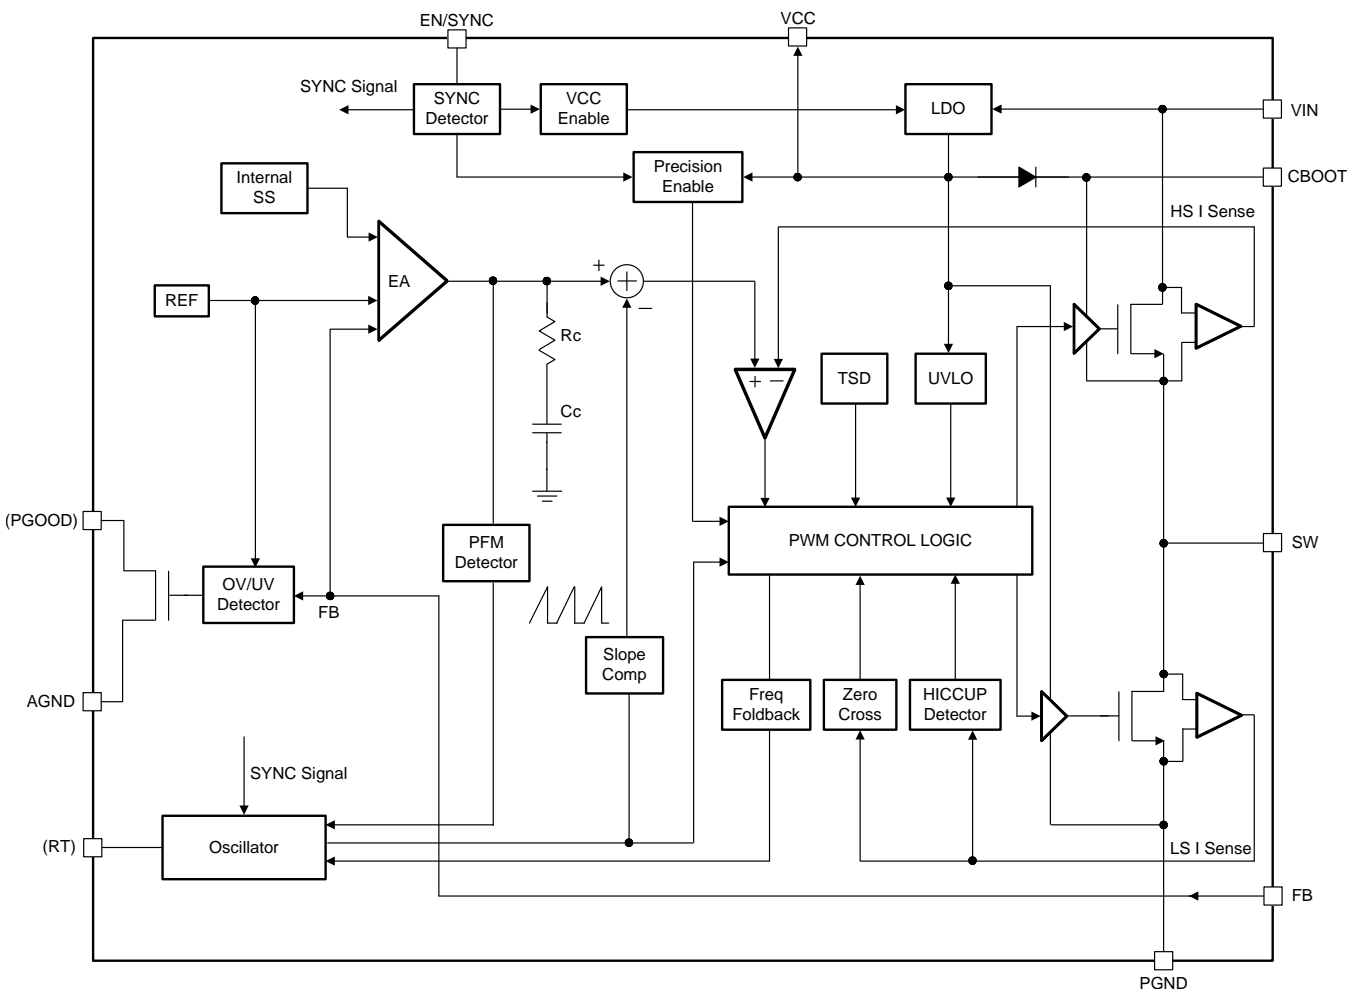 EN/SYNC
VCC
SYNC Signal
SYNC
Detector
VCC
Enable
LDO
VIN
Internal
SS
Precision
Enable
CBOOT
HS I Sense
EA
REF
+
+
−
Rc
+ −
TSD
UVLO
Cc
(PGOOD)
PFM
Detector
PWM CONTROL LOGIC
SW
OV/UV
Detector
FB
Slope
Comp
AGND
Freq
Foldback
Zero
Cross
HICCUP
Detector
SYNC Signal
(RT)
Oscillator
LS I Sense
FB
PGND